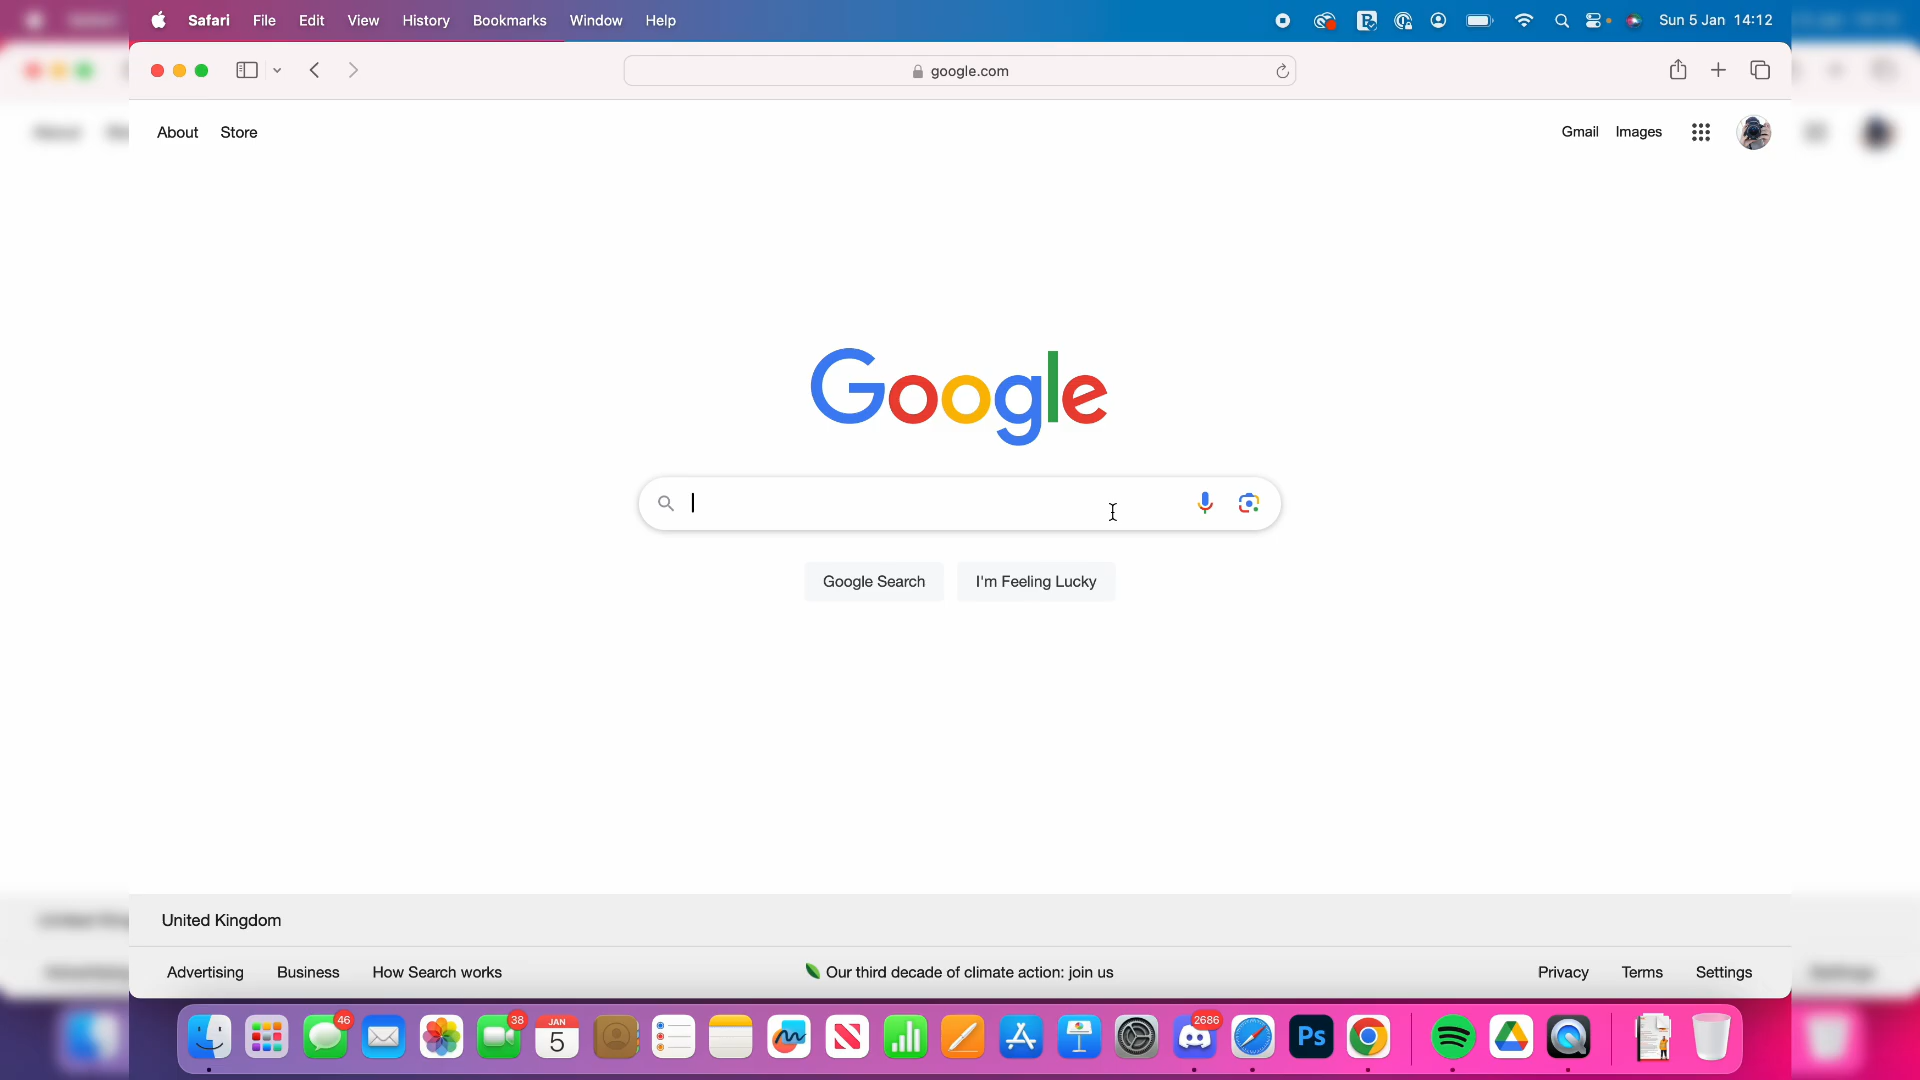 Safari File Edit View History Bookmarks Window Help Sun 5 Jan 14:12
google.com
About Store Gmail Images
Google
Google Search I'm Feeling Lucky
United Kingdom
Advertising Business How Search works Our third decade of climate action: join us Privacy Terms Settings
46 38 JAN 5 2686 Ps